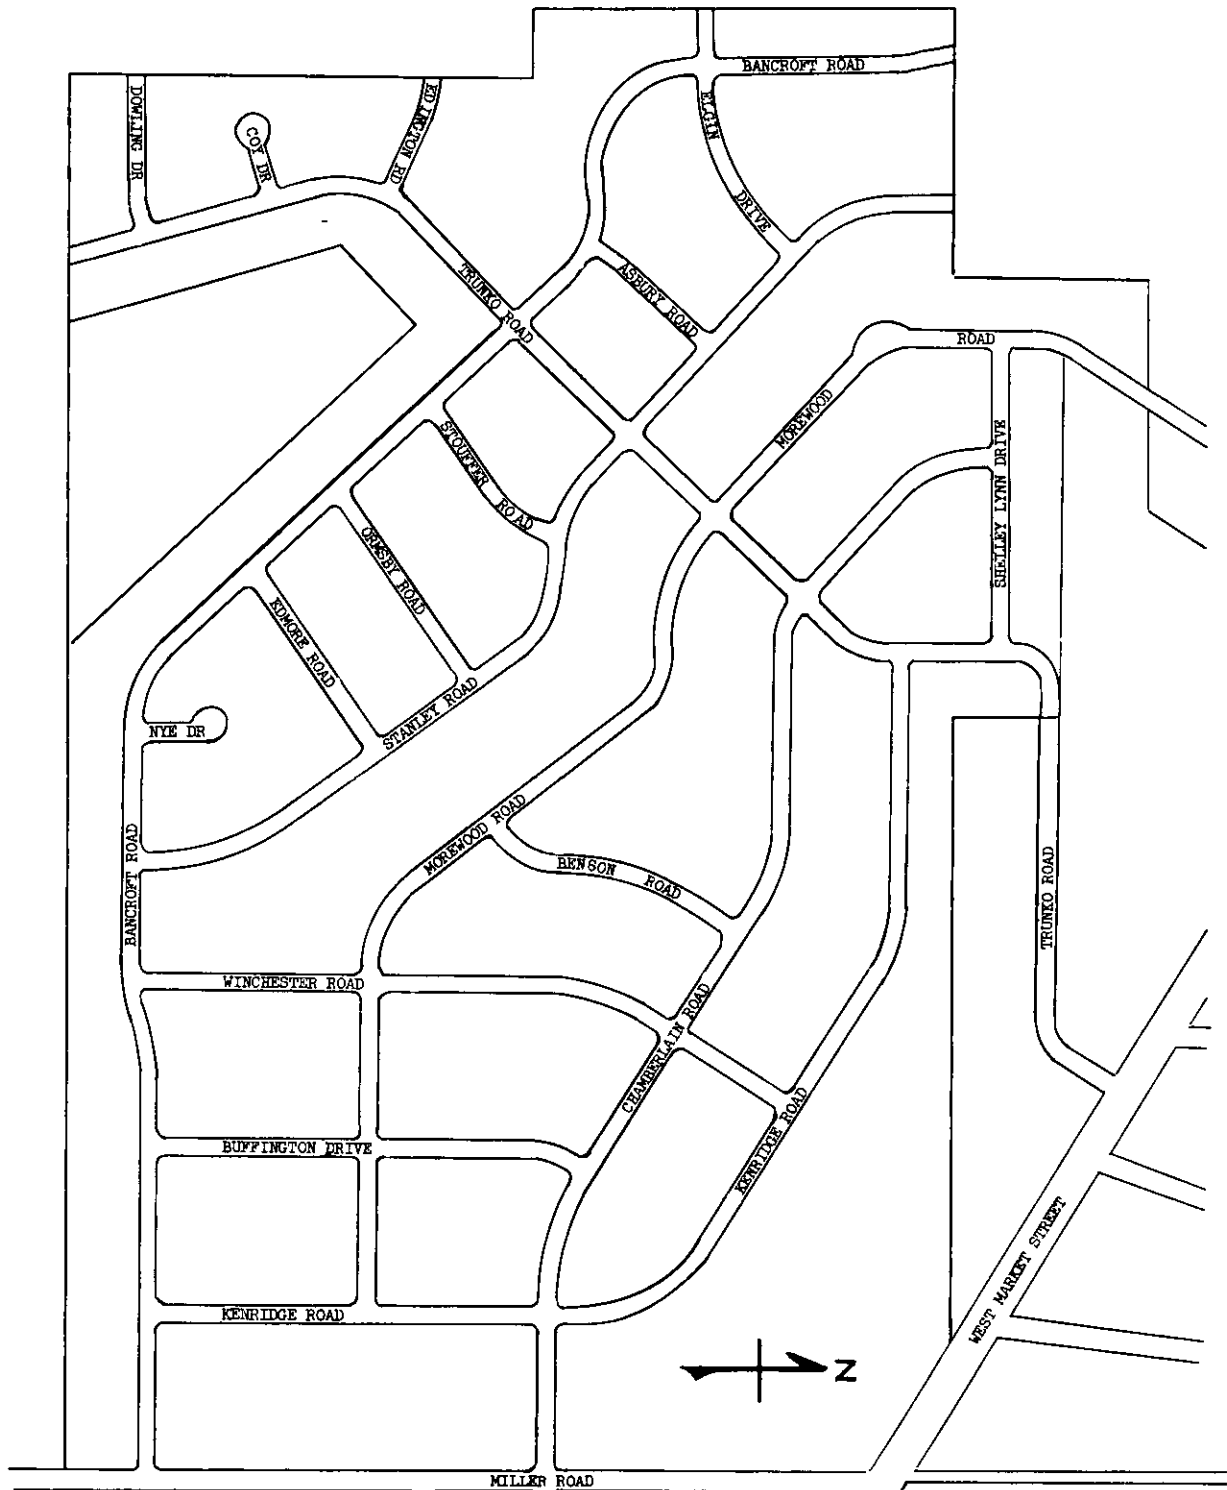 BANCROFT ROAD
DOWLING DR
COY DR
EDINGTON RD
ELGIN DRIVE
TRUNKO ROAD
ASBURY ROAD
MOREWOOD ROAD
STOUFFER ROAD
SHELLEY LYNN DRIVE
ORMSBY ROAD
EDMORE ROAD
STANLEY ROAD
NYE DR
BANCROFT ROAD
MOREWOOD ROAD
BENSON ROAD
TRUNKO ROAD
WINCHESTER ROAD
CHAMBERLAIN ROAD
BUFFINGTON DRIVE
KENRIDGE ROAD
WEST MARKET STREET
KENRIDGE ROAD
N
MILLER ROAD